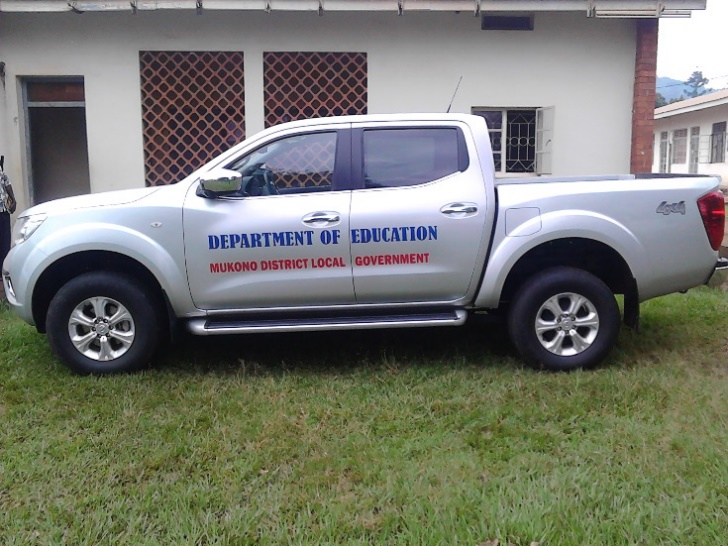 DEPARTMENT OF EDUCATION
MUKONO DISTRICT LOCAL GOVERNMENT
4x4